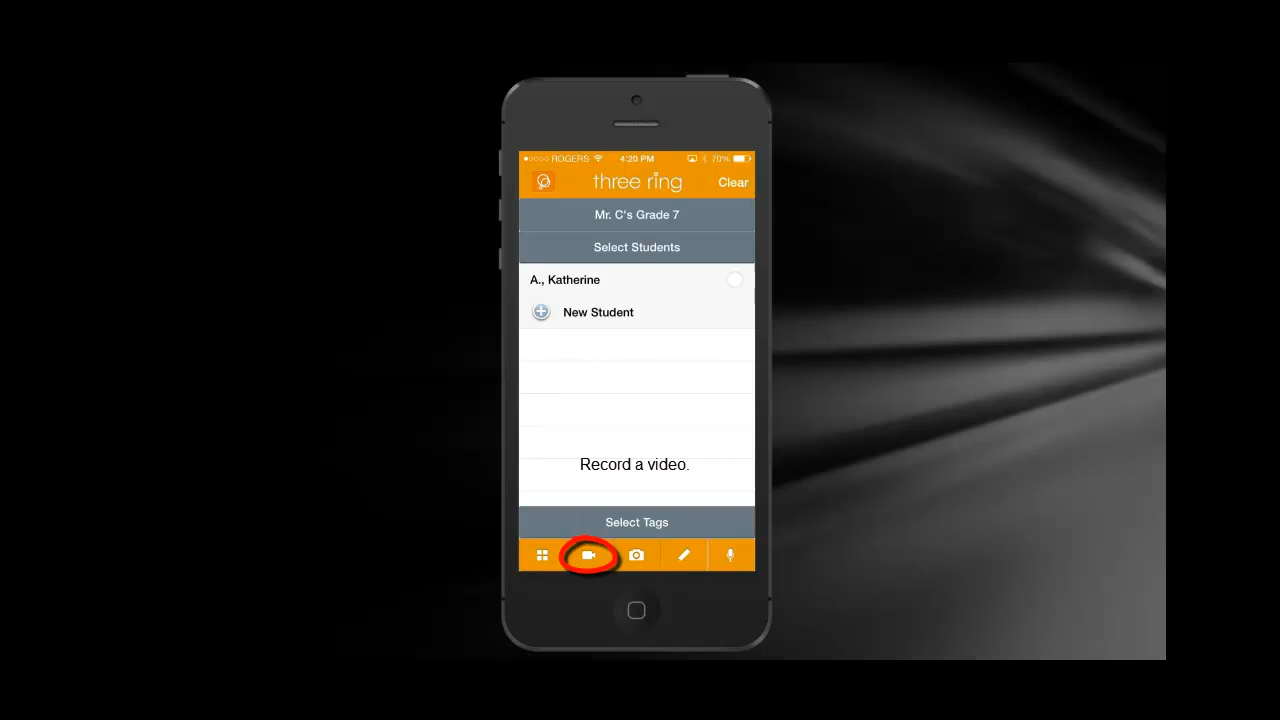 ROGERS 4:20 PM 70%
three ring Clear
Mr. C's Grade 7
Select Students
A., Katherine
New Student
Record a video.
Select Tags